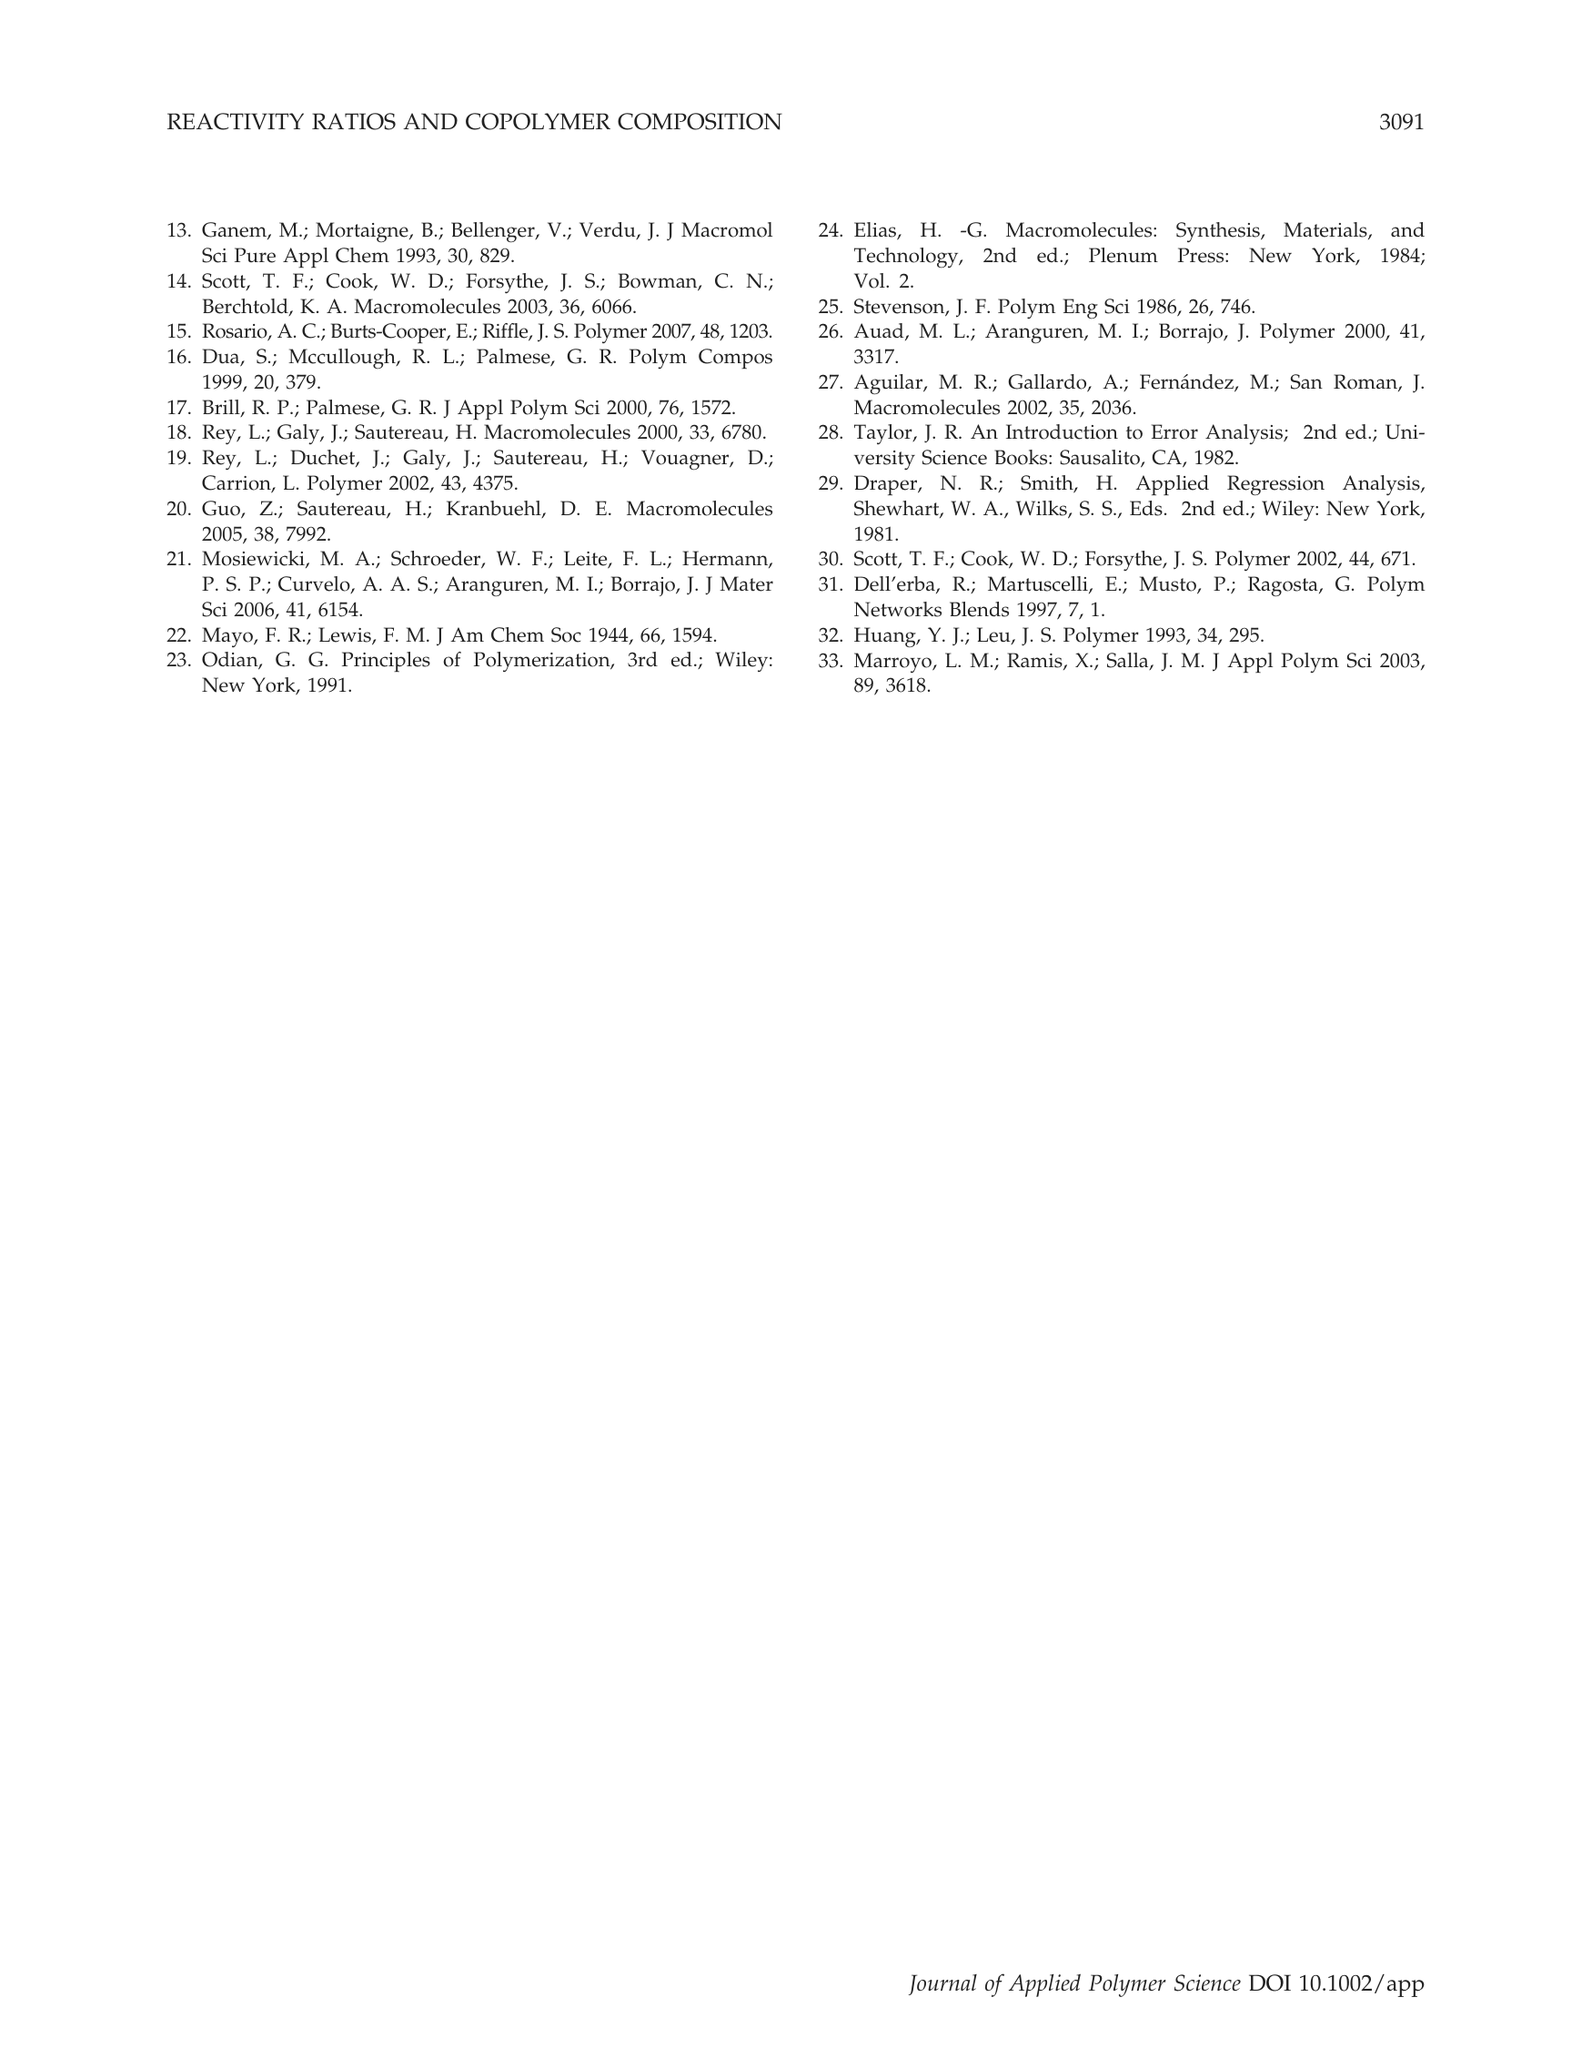 REACTIVITY RATIOS AND COPOLYMER COMPOSITION 3091
13. Ganem, M.; Mortaigne, B.; Bellenger, V.; Verdu, J. J Macromol
Sci Pure Appl Chem 1993, 30, 829.
14. Scott, T. F.; Cook, W. D.; Forsythe, J. S.; Bowman, C. N.;
Berchtold, K. A. Macromolecules 2003, 36, 6066.
15. Rosario, A. C.; Burts-Cooper, E.; Riffle, J. S. Polymer 2007, 48, 1203.
16. Dua, S.; Mccullough, R. L.; Palmese, G. R. Polym Compos
1999, 20, 379.
17. Brill, R. P.; Palmese, G. R. J Appl Polym Sci 2000, 76, 1572.
18. Rey, L.; Galy, J.; Sautereau, H. Macromolecules 2000, 33, 6780.
19. Rey, L.; Duchet, J.; Galy, J.; Sautereau, H.; Vouagner, D.;
Carrion, L. Polymer 2002, 43, 4375.
20. Guo, Z.; Sautereau, H.; Kranbuehl, D. E. Macromolecules
2005, 38, 7992.
21. Mosiewicki, M. A.; Schroeder, W. F.; Leite, F. L.; Hermann,
P. S. P.; Curvelo, A. A. S.; Aranguren, M. I.; Borrajo, J. J Mater
Sci 2006, 41, 6154.
22. Mayo, F. R.; Lewis, F. M. J Am Chem Soc 1944, 66, 1594.
23. Odian, G. G. Principles of Polymerization, 3rd ed.; Wiley:
New York, 1991.
24. Elias, H. -G. Macromolecules: Synthesis, Materials, and
Technology, 2nd ed.; Plenum Press: New York, 1984;
Vol. 2.
25. Stevenson, J. F. Polym Eng Sci 1986, 26, 746.
26. Auad, M. L.; Aranguren, M. I.; Borrajo, J. Polymer 2000, 41,
3317.
27. Aguilar, M. R.; Gallardo, A.; Fernández, M.; San Roman, J.
Macromolecules 2002, 35, 2036.
28. Taylor, J. R. An Introduction to Error Analysis; 2nd ed.; Uni-
versity Science Books: Sausalito, CA, 1982.
29. Draper, N. R.; Smith, H. Applied Regression Analysis,
Shewhart, W. A., Wilks, S. S., Eds. 2nd ed.; Wiley: New York,
1981.
30. Scott, T. F.; Cook, W. D.; Forsythe, J. S. Polymer 2002, 44, 671.
31. Dell'erba, R.; Martuscelli, E.; Musto, P.; Ragosta, G. Polym
Networks Blends 1997, 7, 1.
32. Huang, Y. J.; Leu, J. S. Polymer 1993, 34, 295.
33. Marroyo, L. M.; Ramis, X.; Salla, J. M. J Appl Polym Sci 2003,
89, 3618.
Journal of Applied Polymer Science DOI 10.1002/app